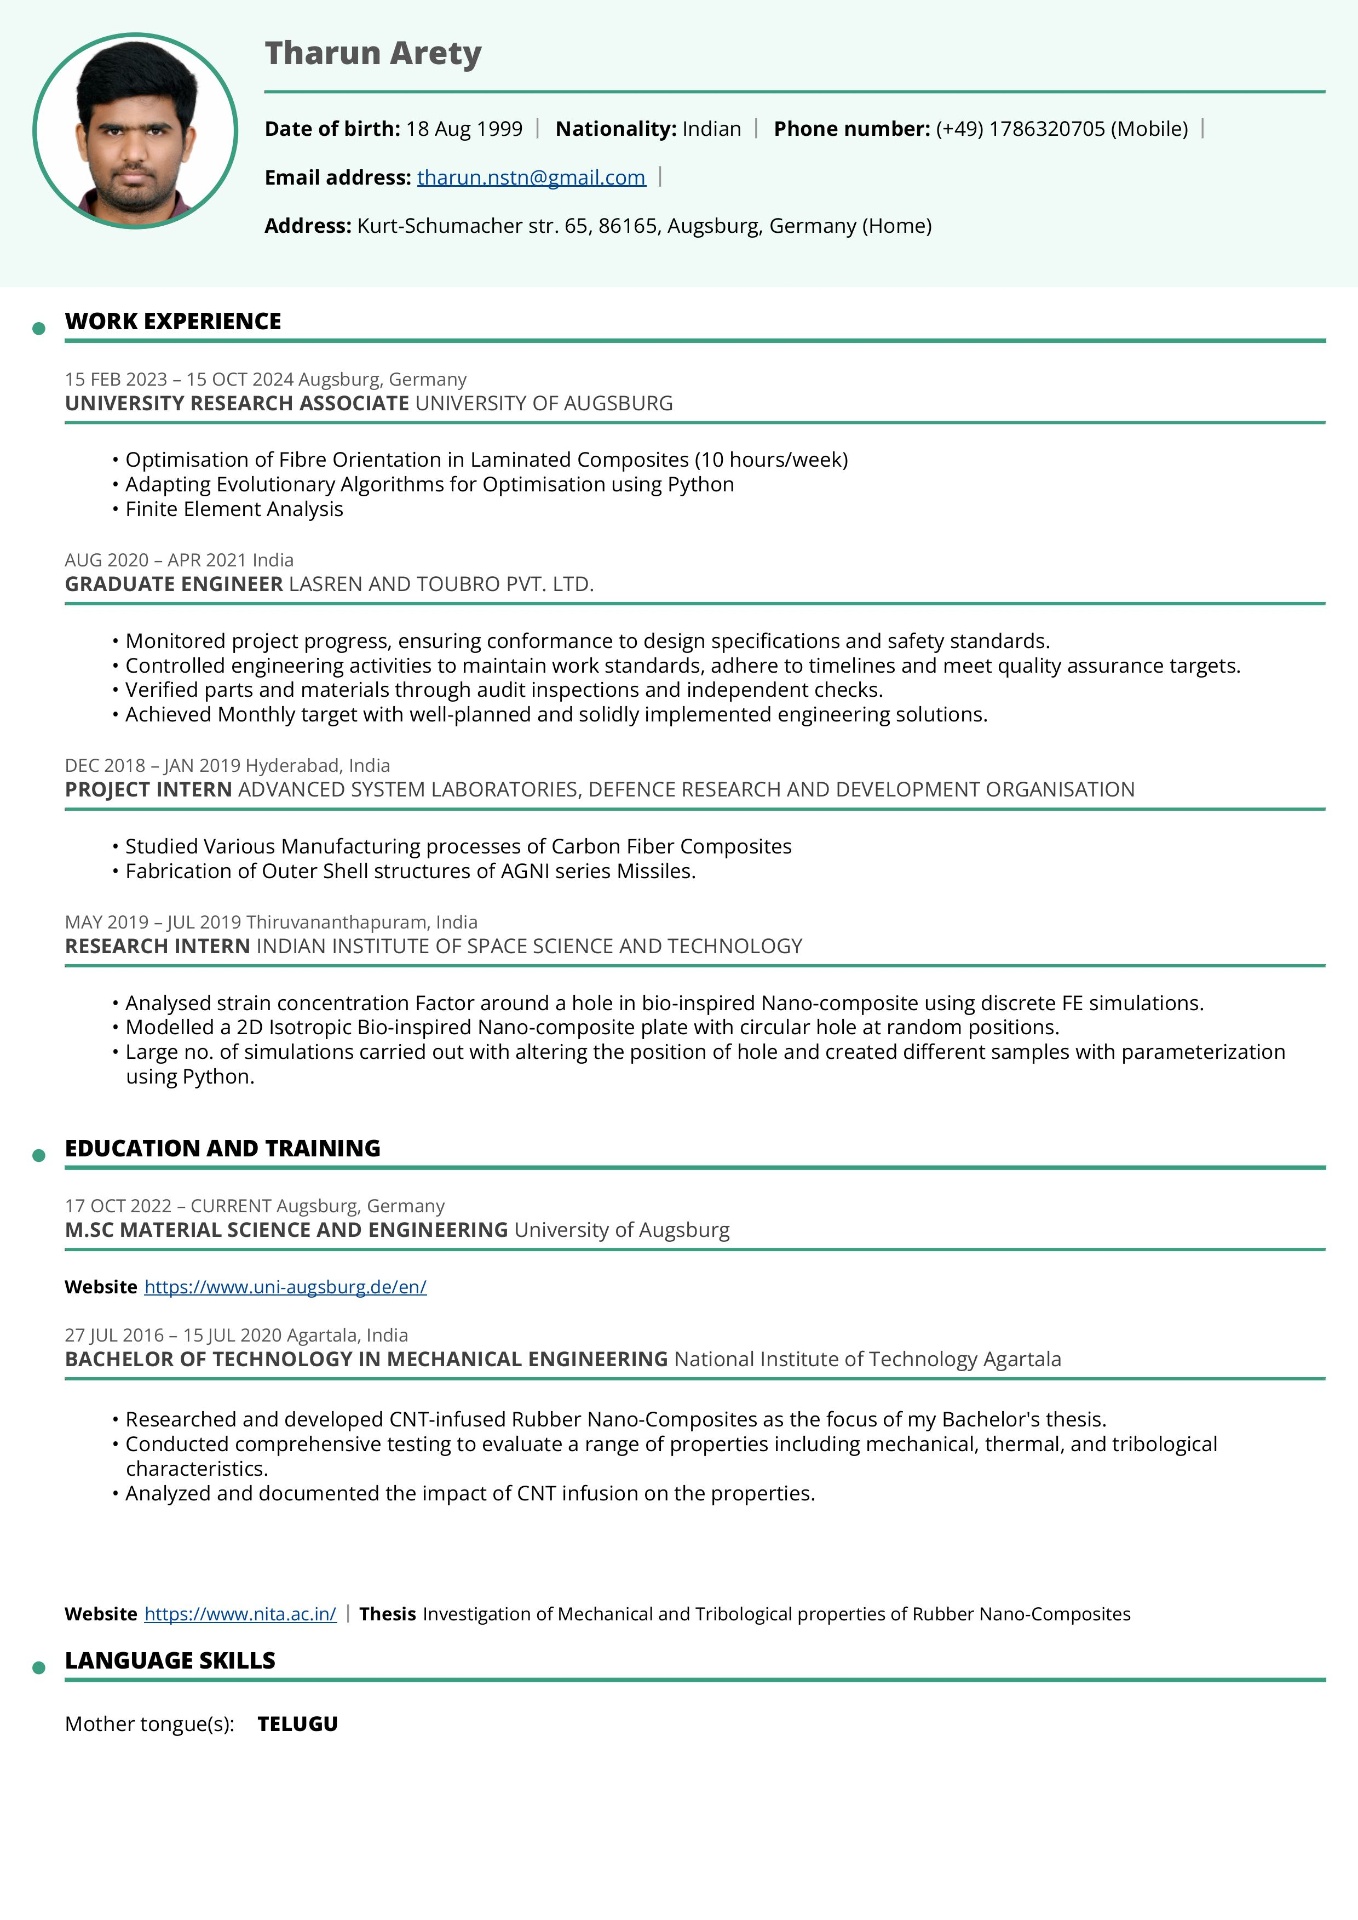 Tharun Arety
Date of birth: 18 Aug 1999 | Nationality: Indian | Phone number: (+49) 1786320705 (Mobile) |
Email address: tharun.nstn@gmail.com |
Address: Kurt-Schumacher str. 65, 86165, Augsburg, Germany (Home)
WORK EXPERIENCE
15 FEB 2023 – 15 OCT 2024 Augsburg, Germany
UNIVERSITY RESEARCH ASSOCIATE UNIVERSITY OF AUGSBURG
• Optimisation of Fibre Orientation in Laminated Composites (10 hours/week)
• Adapting Evolutionary Algorithms for Optimisation using Python
• Finite Element Analysis
AUG 2020 – APR 2021 India
GRADUATE ENGINEER LASREN AND TOUBRO PVT. LTD.
• Monitored project progress, ensuring conformance to design specifications and safety standards.
• Controlled engineering activities to maintain work standards, adhere to timelines and meet quality assurance targets.
• Verified parts and materials through audit inspections and independent checks.
• Achieved Monthly target with well-planned and solidly implemented engineering solutions.
DEC 2018 – JAN 2019 Hyderabad, India
PROJECT INTERN ADVANCED SYSTEM LABORATORIES, DEFENCE RESEARCH AND DEVELOPMENT ORGANISATION
• Studied Various Manufacturing processes of Carbon Fiber Composites
• Fabrication of Outer Shell structures of AGNI series Missiles.
MAY 2019 – JUL 2019 Thiruvananthapuram, India
RESEARCH INTERN INDIAN INSTITUTE OF SPACE SCIENCE AND TECHNOLOGY
• Analysed strain concentration Factor around a hole in bio-inspired Nano-composite using discrete FE simulations.
• Modelled a 2D Isotropic Bio-inspired Nano-composite plate with circular hole at random positions.
• Large no. of simulations carried out with altering the position of hole and created different samples with parameterization
using Python.
EDUCATION AND TRAINING
17 OCT 2022 – CURRENT Augsburg, Germany
M.SC MATERIAL SCIENCE AND ENGINEERING University of Augsburg
Website https://www.uni-augsburg.de/en/
27 JUL 2016 – 15 JUL 2020 Agartala, India
BACHELOR OF TECHNOLOGY IN MECHANICAL ENGINEERING National Institute of Technology Agartala
• Researched and developed CNT-infused Rubber Nano-Composites as the focus of my Bachelor's thesis.
• Conducted comprehensive testing to evaluate a range of properties including mechanical, thermal, and tribological
characteristics.
• Analyzed and documented the impact of CNT infusion on the properties.
Website https://www.nita.ac.in/ | Thesis Investigation of Mechanical and Tribological properties of Rubber Nano-Composites
LANGUAGE SKILLS
Mother tongue(s): TELUGU